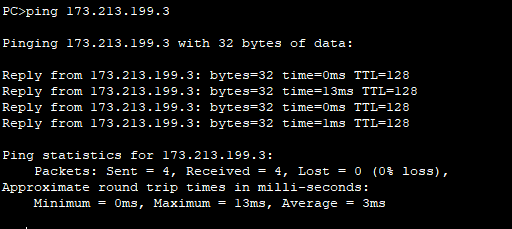 PC>ping 173.213.199.3
Pinging 173.213.199.3 with 32 bytes of data:
Reply from 173.213.199.3: bytes=32 time=0ms TTL=128
Reply from 173.213.199.3: bytes=32 time=13ms TTL=128
Reply from 173.213.199.3: bytes=32 time=0ms TTL=128
Reply from 173.213.199.3: bytes=32 time=1ms TTL=128
Ping statistics for 173.213.199.3:
Packets: Sent = 4, Received = 4, Lost = 0 (0% loss),
Approximate round trip times in milli-seconds:
Minimum = 0ms, Maximum = 13ms, Average = 3ms